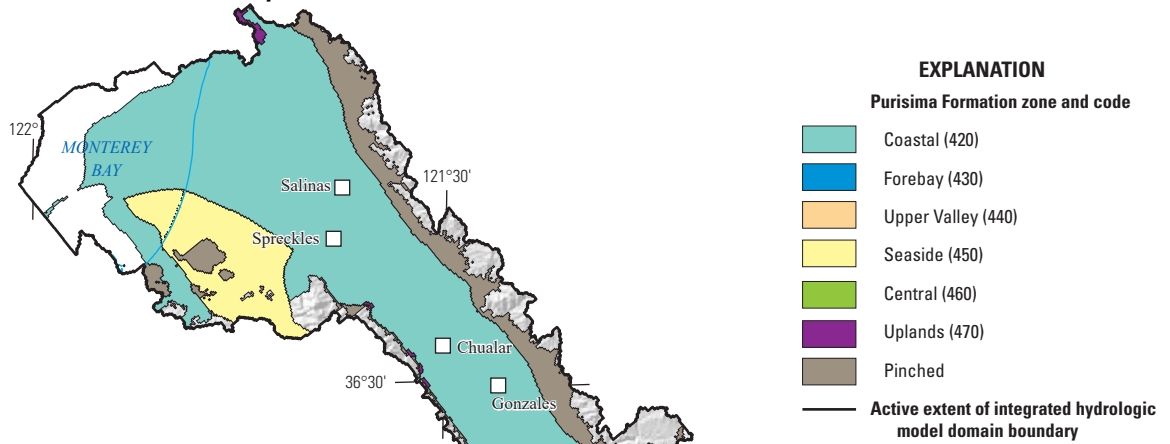 122°
MONTEREY
BAY
Salinas
121°30'
Spreckles
Chualar
36°30'
Gonzales
EXPLANATION
Purisima Formation zone and code
Coastal (420)
Forebay (430)
Upper Valley (440)
Seaside (450)
Central (460)
Uplands (470)
Pinched
Active extent of integrated hydrologic
model domain boundary